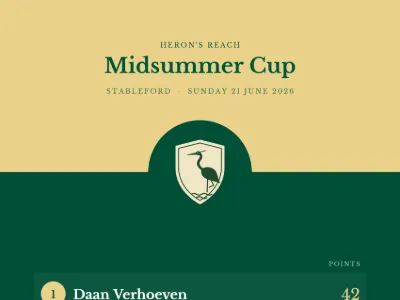 HERON'S REACH
Midsummer Cup
STABLEFORD · SUNDAY 21 JUNE 2026
POINTS
1 Daan Verhoeven 42